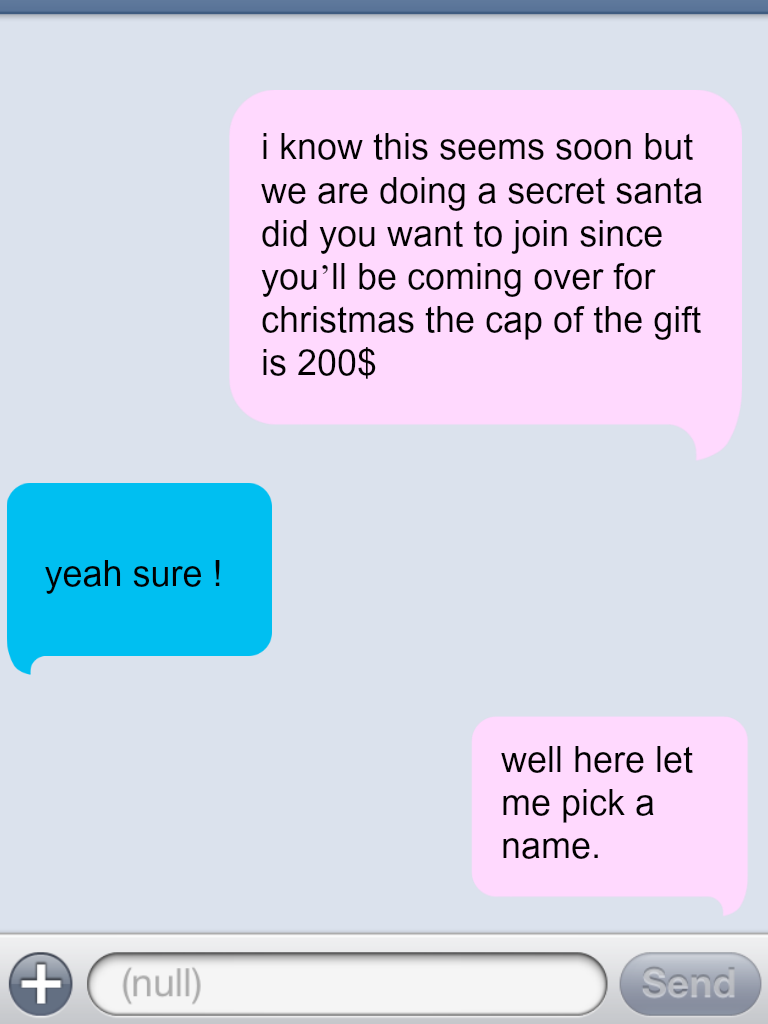 i know this seems soon but
we are doing a secret santa
did you want to join since
you’ll be coming over for
christmas the cap of the gift
is 200$
yeah sure !
well here let
me pick a
name.
(null)
Send